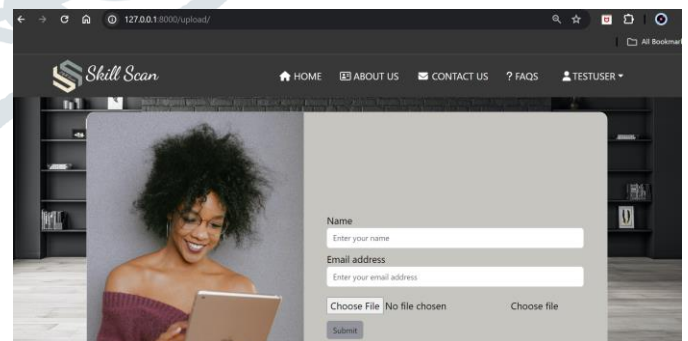 127.0.0.1:8000/upload/
All Bookmark
Skill Scan
HOME ABOUT US CONTACT US ? FAQS TESTUSER
Name
Enter your name
Email address
Enter your email address
Choose File No file chosen Choose file
Submit